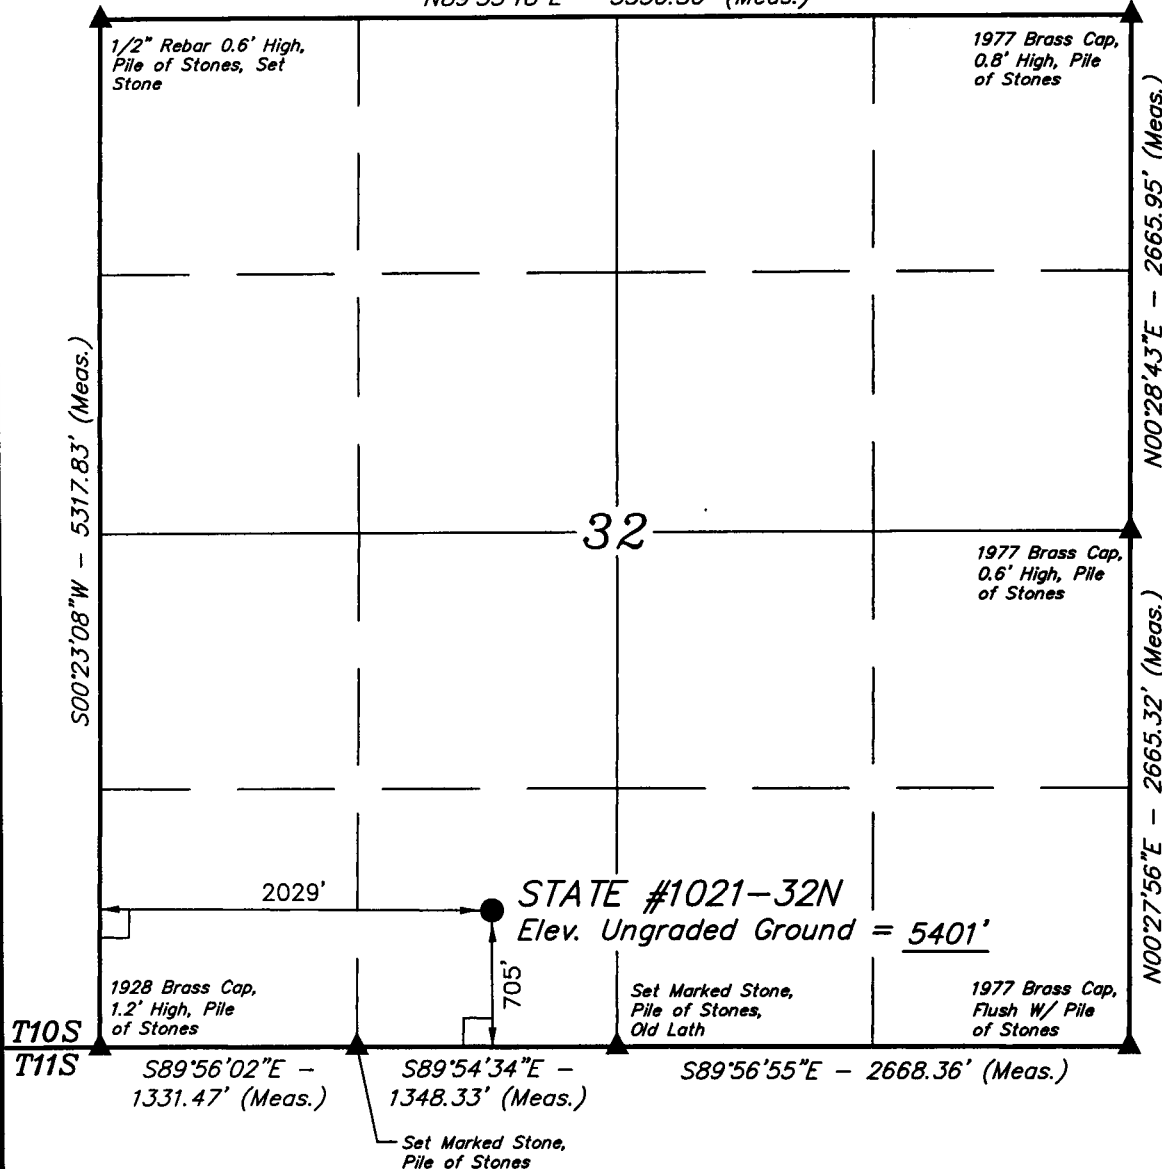 1/2" Rebar 0.6' High,
Pile of Stones, Set
Stone
1977 Brass Cap,
0.8' High, Pile
of Stones
N00°28'43"E - 2665.95' (Meas.)
S00°23'08"W - 5317.83' (Meas.)
32
1977 Brass Cap,
0.6' High, Pile
of Stones
N00°27'56"E - 2665.32' (Meas.)
2029'
STATE #1021-32N
Elev. Ungraded Ground = 5401'
705'
1928 Brass Cap,
1.2' High, Pile
of Stones
Set Marked Stone,
Pile of Stones,
Old Lath
1977 Brass Cap,
Flush W/ Pile
of Stones
T10S
T11S
S89°56'02"E -
1331.47' (Meas.)
S89°54'34"E -
1348.33' (Meas.)
S89°56'55"E - 2668.36' (Meas.)
Set Marked Stone,
Pile of Stones